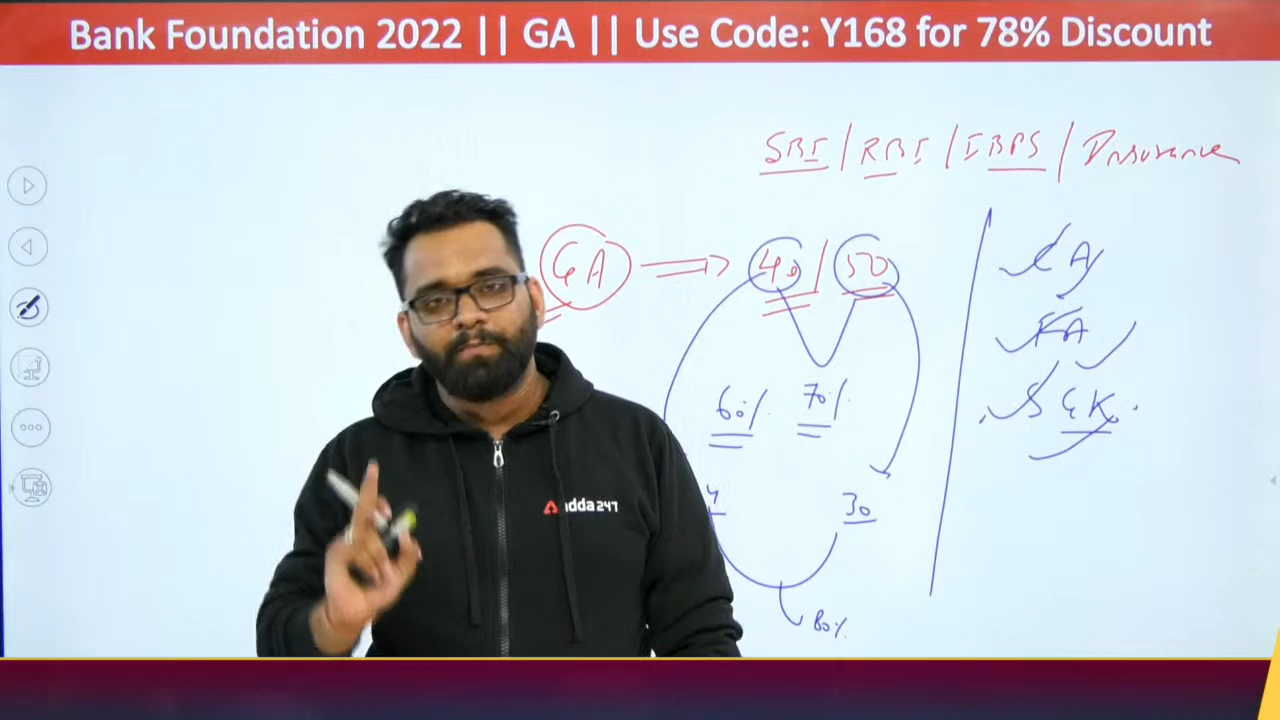 Bank Foundation 2022 || GA || Use Code: Y168 for 78% Discount
SBI / RBI / IBPS / Insurance
GA ⇒ 40 / 50
CA
FA
SGK
60% 70%
30
80%
adda247